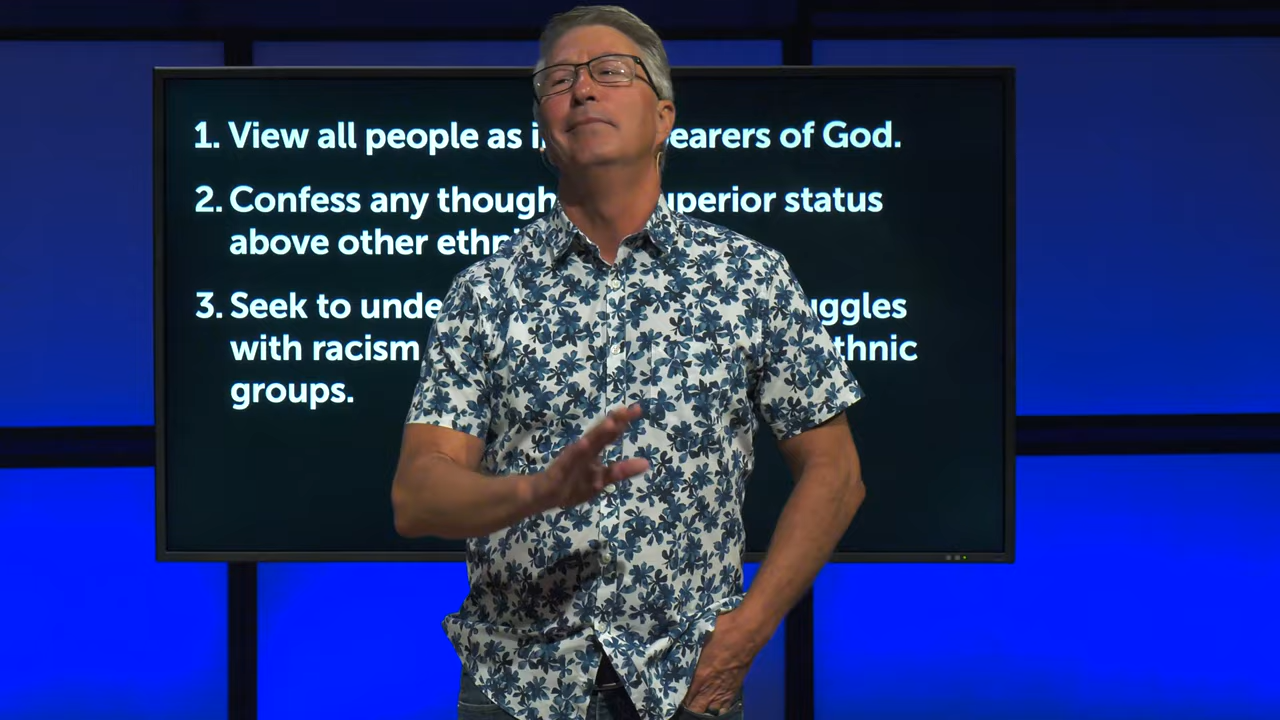 1. View all people as earers of God.
2. Confess any though uperior status
above other ethn
3. Seek to unde uggles
with racism thnic
groups.